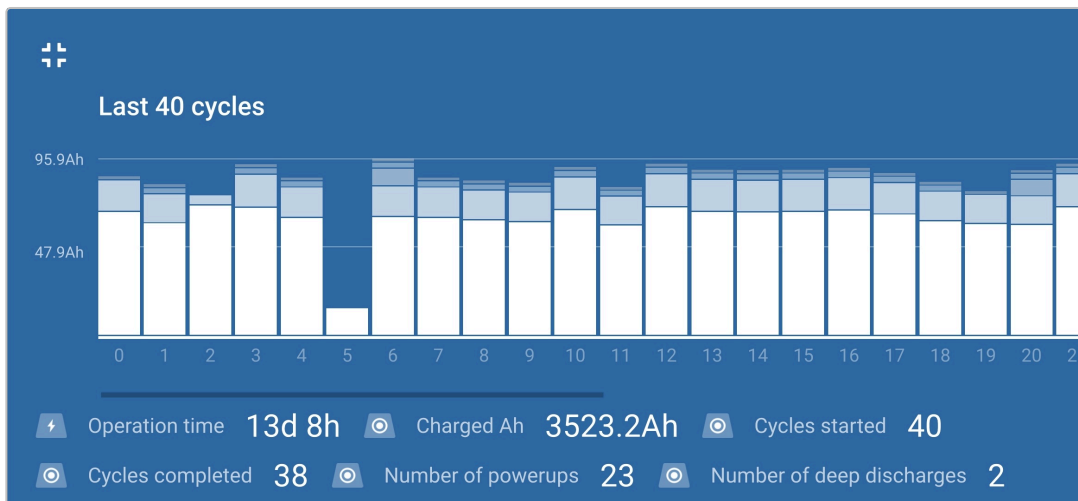 Last 40 cycles
95.9Ah
47.9Ah
0 1 2 3 4 5 6 7 8 9 10 11 12 13 14 15 16 17 18 19 20
Operation time 13d 8h Charged Ah 3523.2Ah Cycles started 40
Cycles completed 38 Number of powerups 23 Number of deep discharges 2